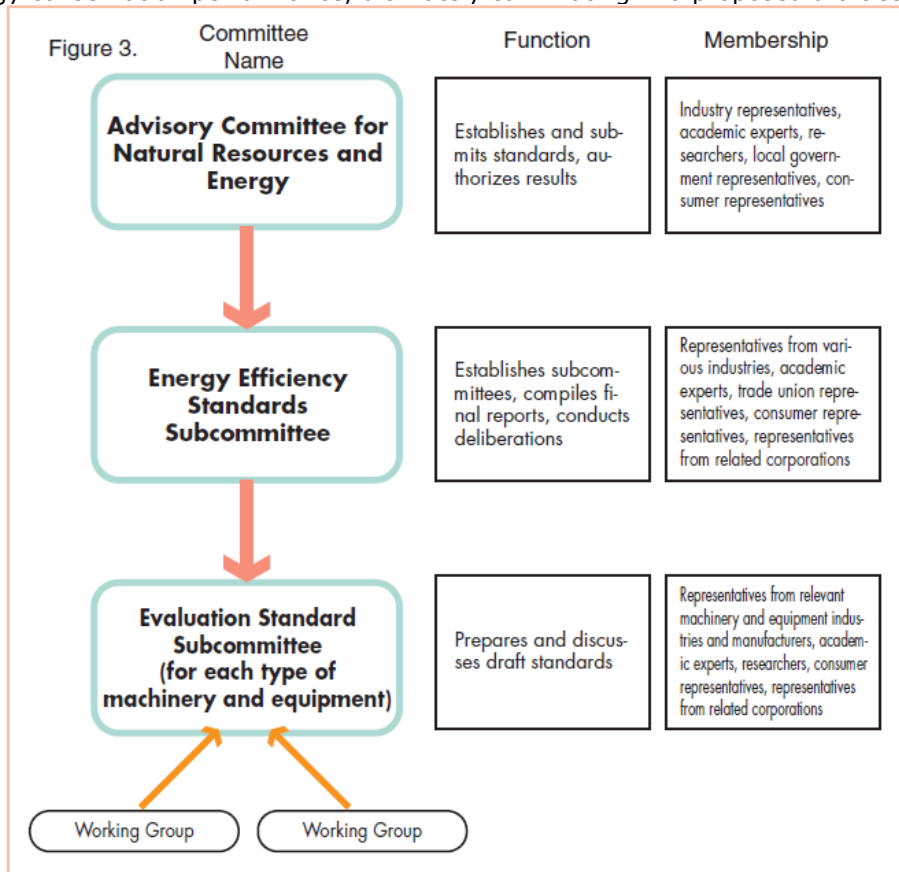 Figure 3.
Committee
Name
Function
Membership
Advisory Committee for
Natural Resources and
Energy
Establishes and sub-
mits standards, au-
thorizes results
Industry representatives,
academic experts, re-
searchers, local govern-
ment representatives, con-
sumer representatives
Energy Efficiency
Standards
Subcommittee
Establishes subcom-
mittees, compiles fi-
nal reports, conducts
deliberations
Representatives from vari-
ous industries, academic
experts, trade union repre-
sentatives, consumer repre-
sentatives, representatives
from related corporations
Evaluation Standard
Subcommittee
(for each type of
machinery and equipment)
Prepares and discus-
ses draft standards
Representatives from relevant
machinery and equipment indus-
tries and manufacturers, academ-
ic experts, researchers, consumer
representatives, representatives
from related corporations
Working Group
Working Group